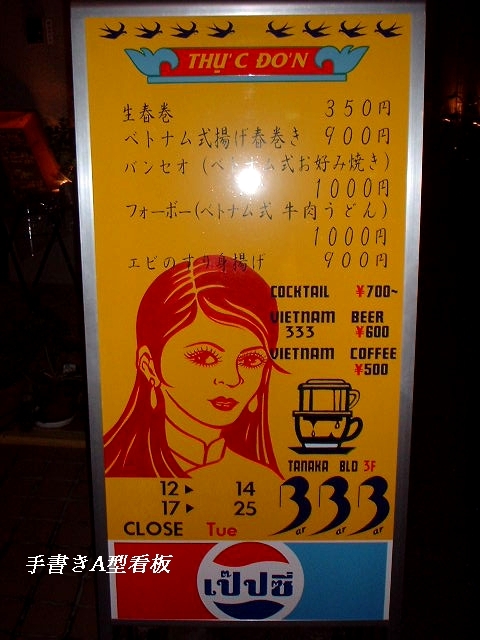 THỰC ĐƠN
生春巻 350円
ベトナム式揚げ春巻き 900円
バンセオ(ベトナム式お好み焼き)
1000円
フォーボー(ベトナム式 牛肉うどん)
1000円
エビのすり身揚げ 900円
COCKTAIL ¥700~
VIETNAM BEER
333 ¥600
VIETNAM COFFEE
¥500
TANAKA BLD 3F
12▶ 14
17▶ 25
CLOSE Tue
333
ar ar ar
手書きA型看板
เป๊ปซี่